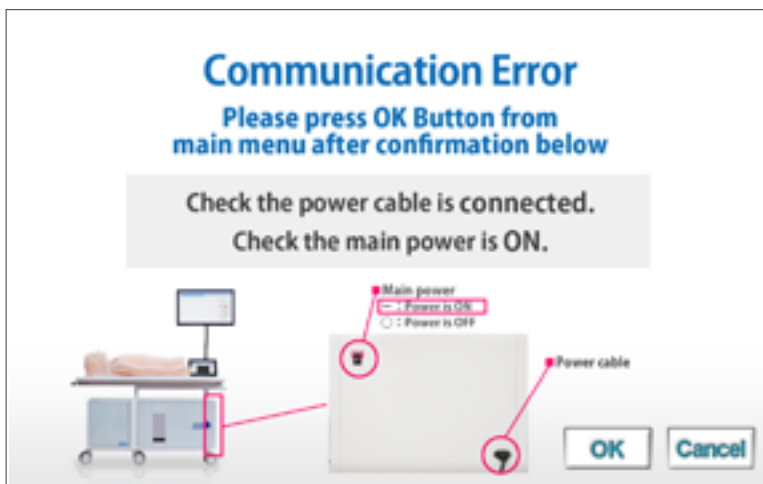 Communication Error
Please press OK Button from
main menu after confirmation below
Check the power cable is connected.
Check the main power is ON.
Main power
— : Power is ON
○ : Power is OFF
Power cable
OK
Cancel